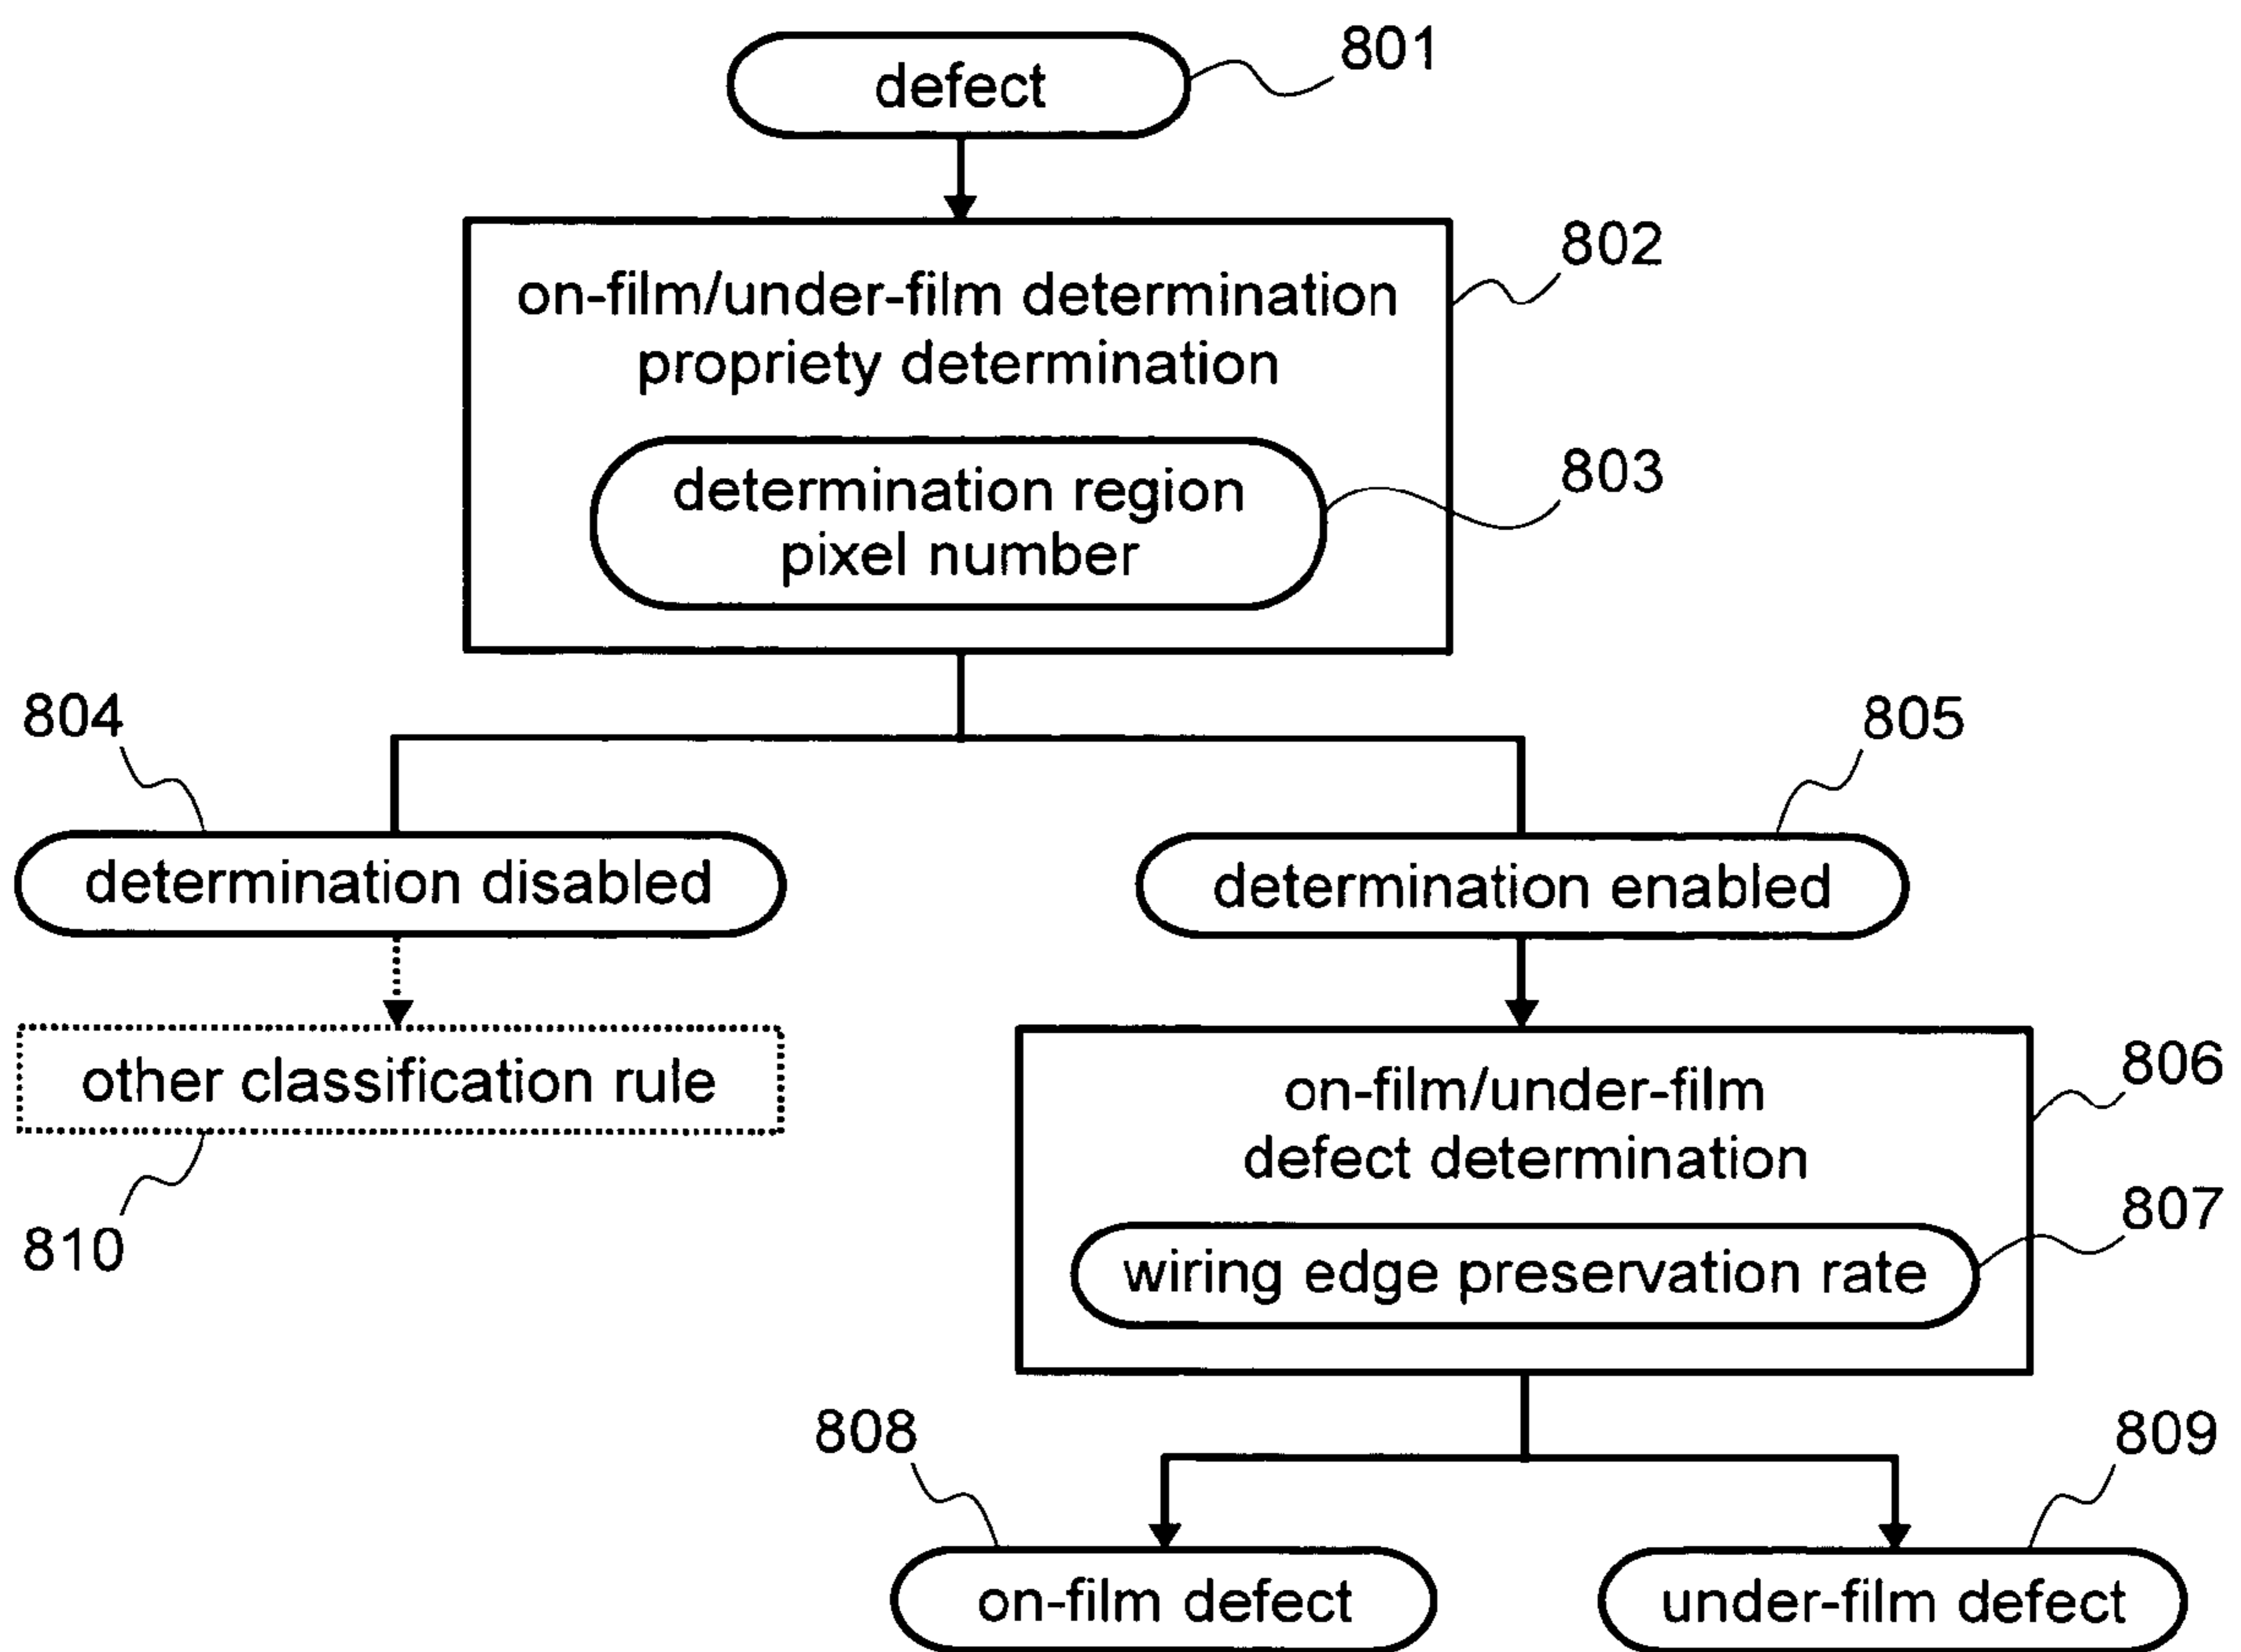 defect
801
on-film/under-film determination
propriety determination
802
determination region
pixel number
803
804
805
determination disabled
determination enabled
other classification rule
810
on-film/under-film
defect determination
806
wiring edge preservation rate
807
808
809
on-film defect
under-film defect